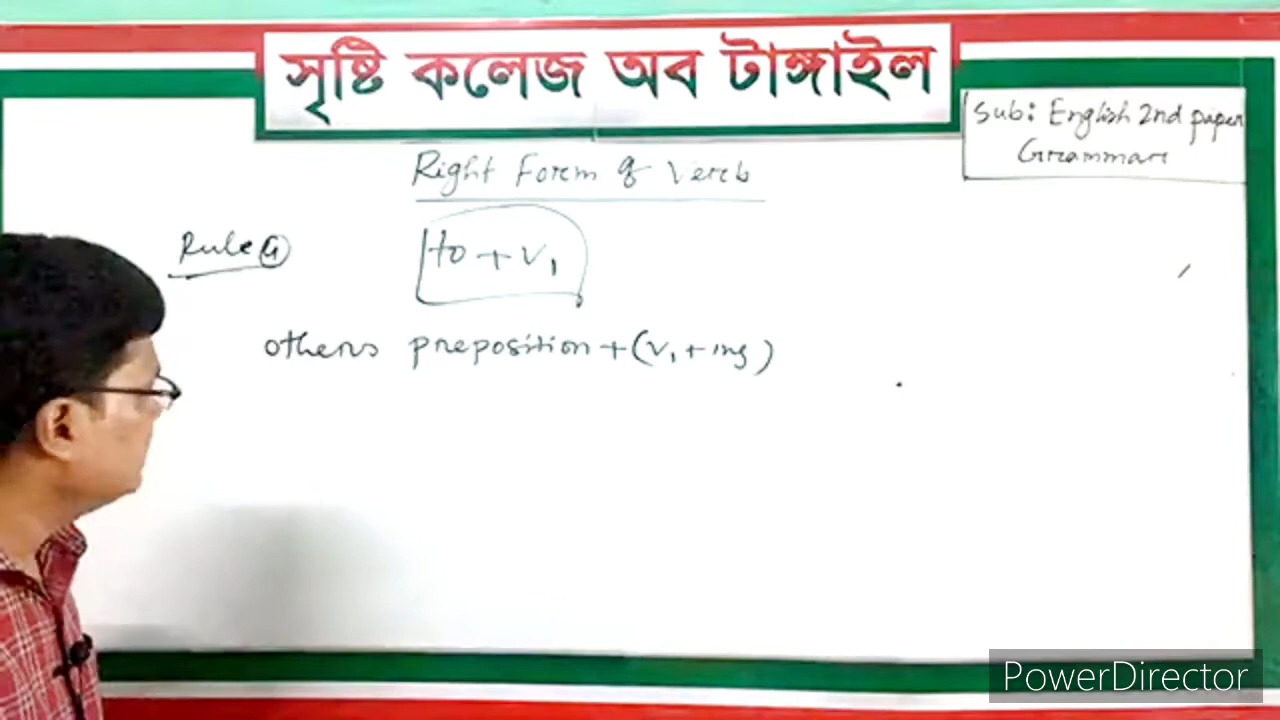 সৃষ্টি কলেজ অব টাঙ্গাইল
Sub: English 2nd paper
Grammar
Right Form of Verb
Rule 4
to + V₁
others preposition + (V₁ + ing)
PowerDirector